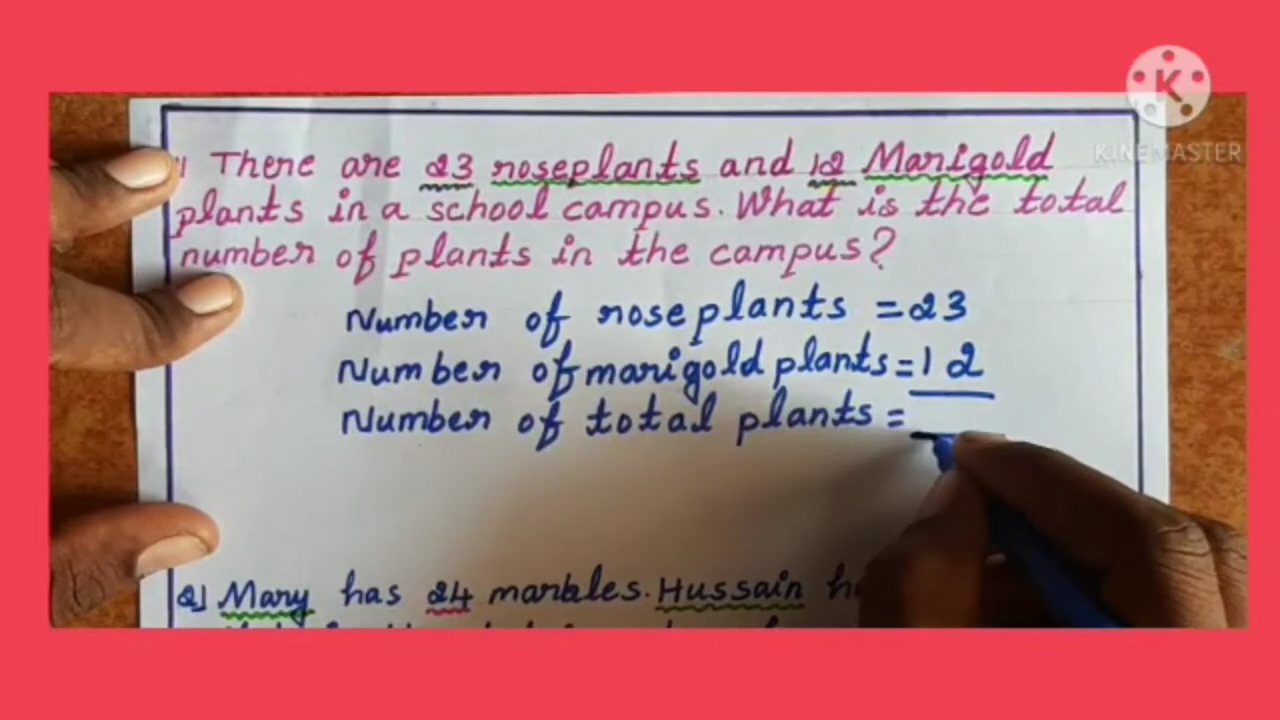 1 There are 23 roseplants and 12 Marigold
plants in a school campus. What is the total
number of plants in the campus?
Number of rose plants = 23
Number of marigold plants = 12
Number of total plants =
2] Mary has 24 marbles. Hussain
K
KINEMASTER